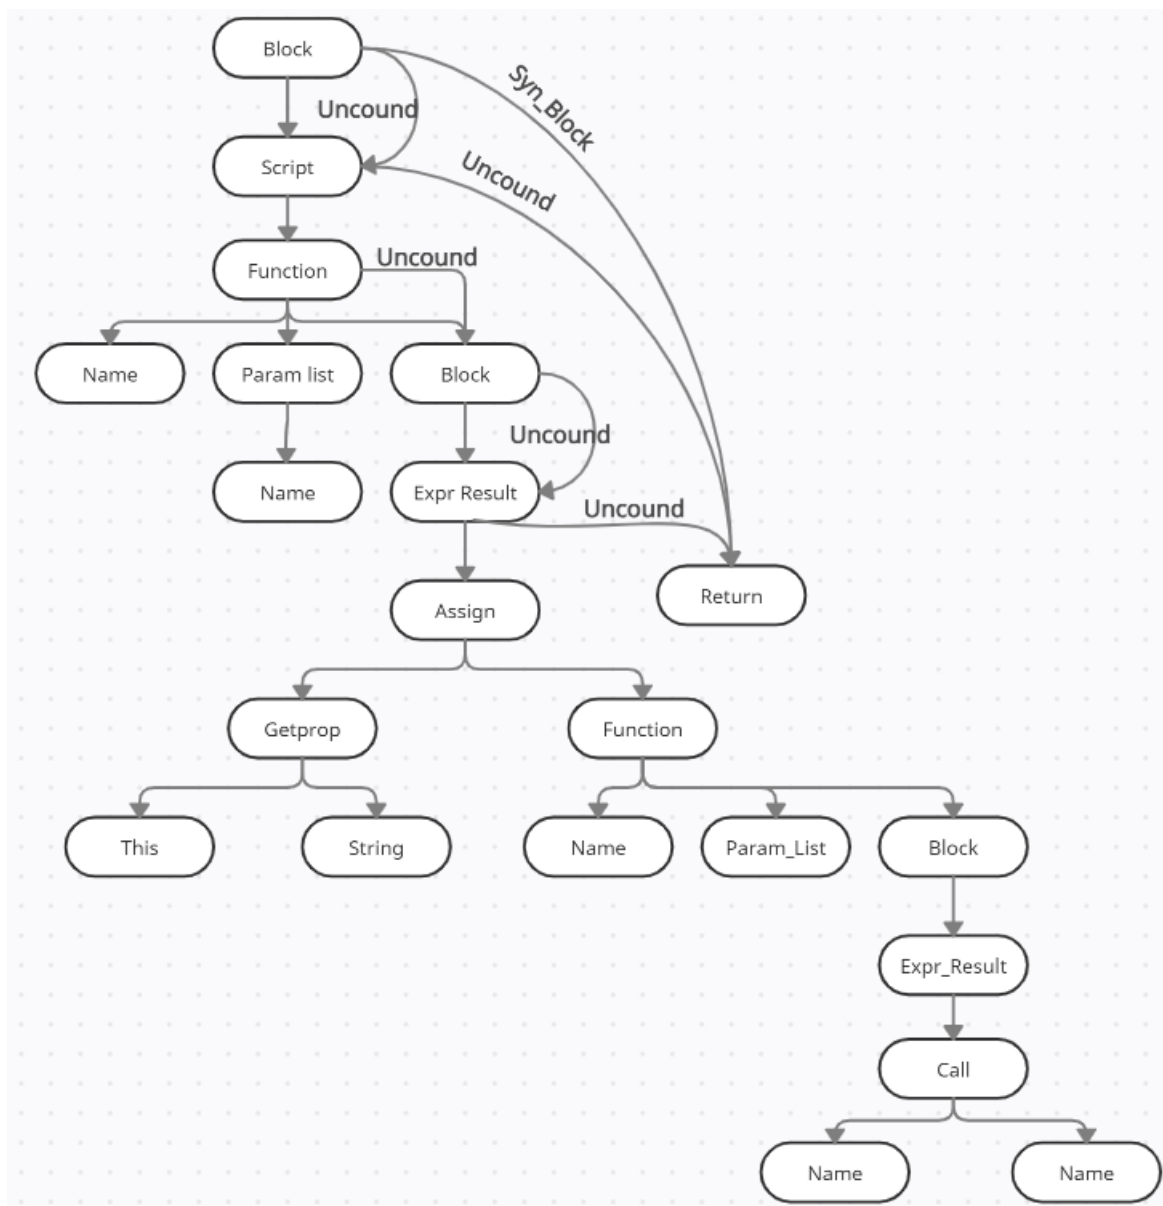 Block
Syn_Block
Uncound
Script
Uncound
Function
Uncound
Name
Param list
Block
Uncound
Name
Expr Result
Uncound
Assign
Return
Getprop
Function
This
String
Name
Param_List
Block
Expr_Result
Call
Name
Name